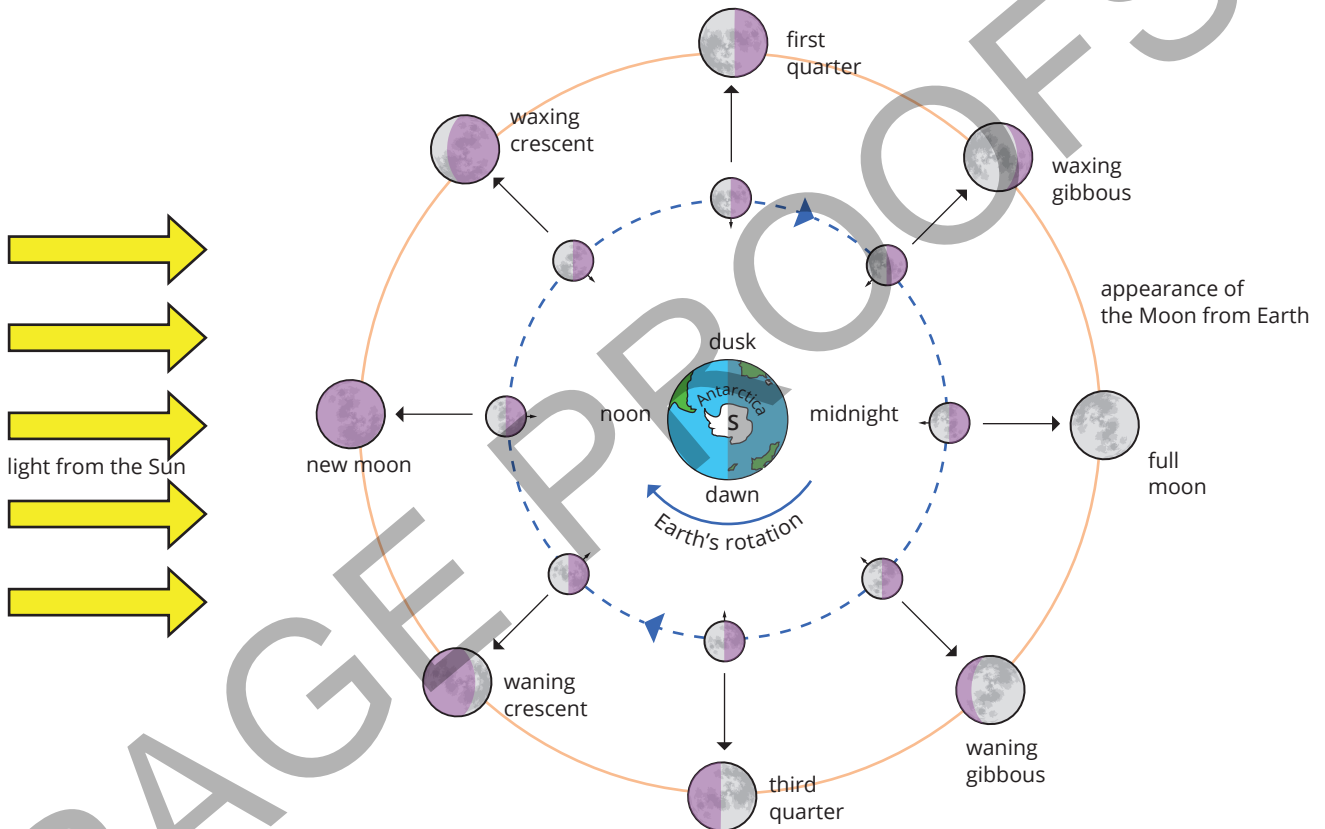 first
quarter
waxing
crescent
waxing
gibbous
appearance of
the Moon from Earth
dusk
Antarctica
noon
midnight
S
light from the Sun
new moon
full
moon
dawn
Earth's rotation
waning
crescent
waning
gibbous
third
quarter
PAGE PROOFS